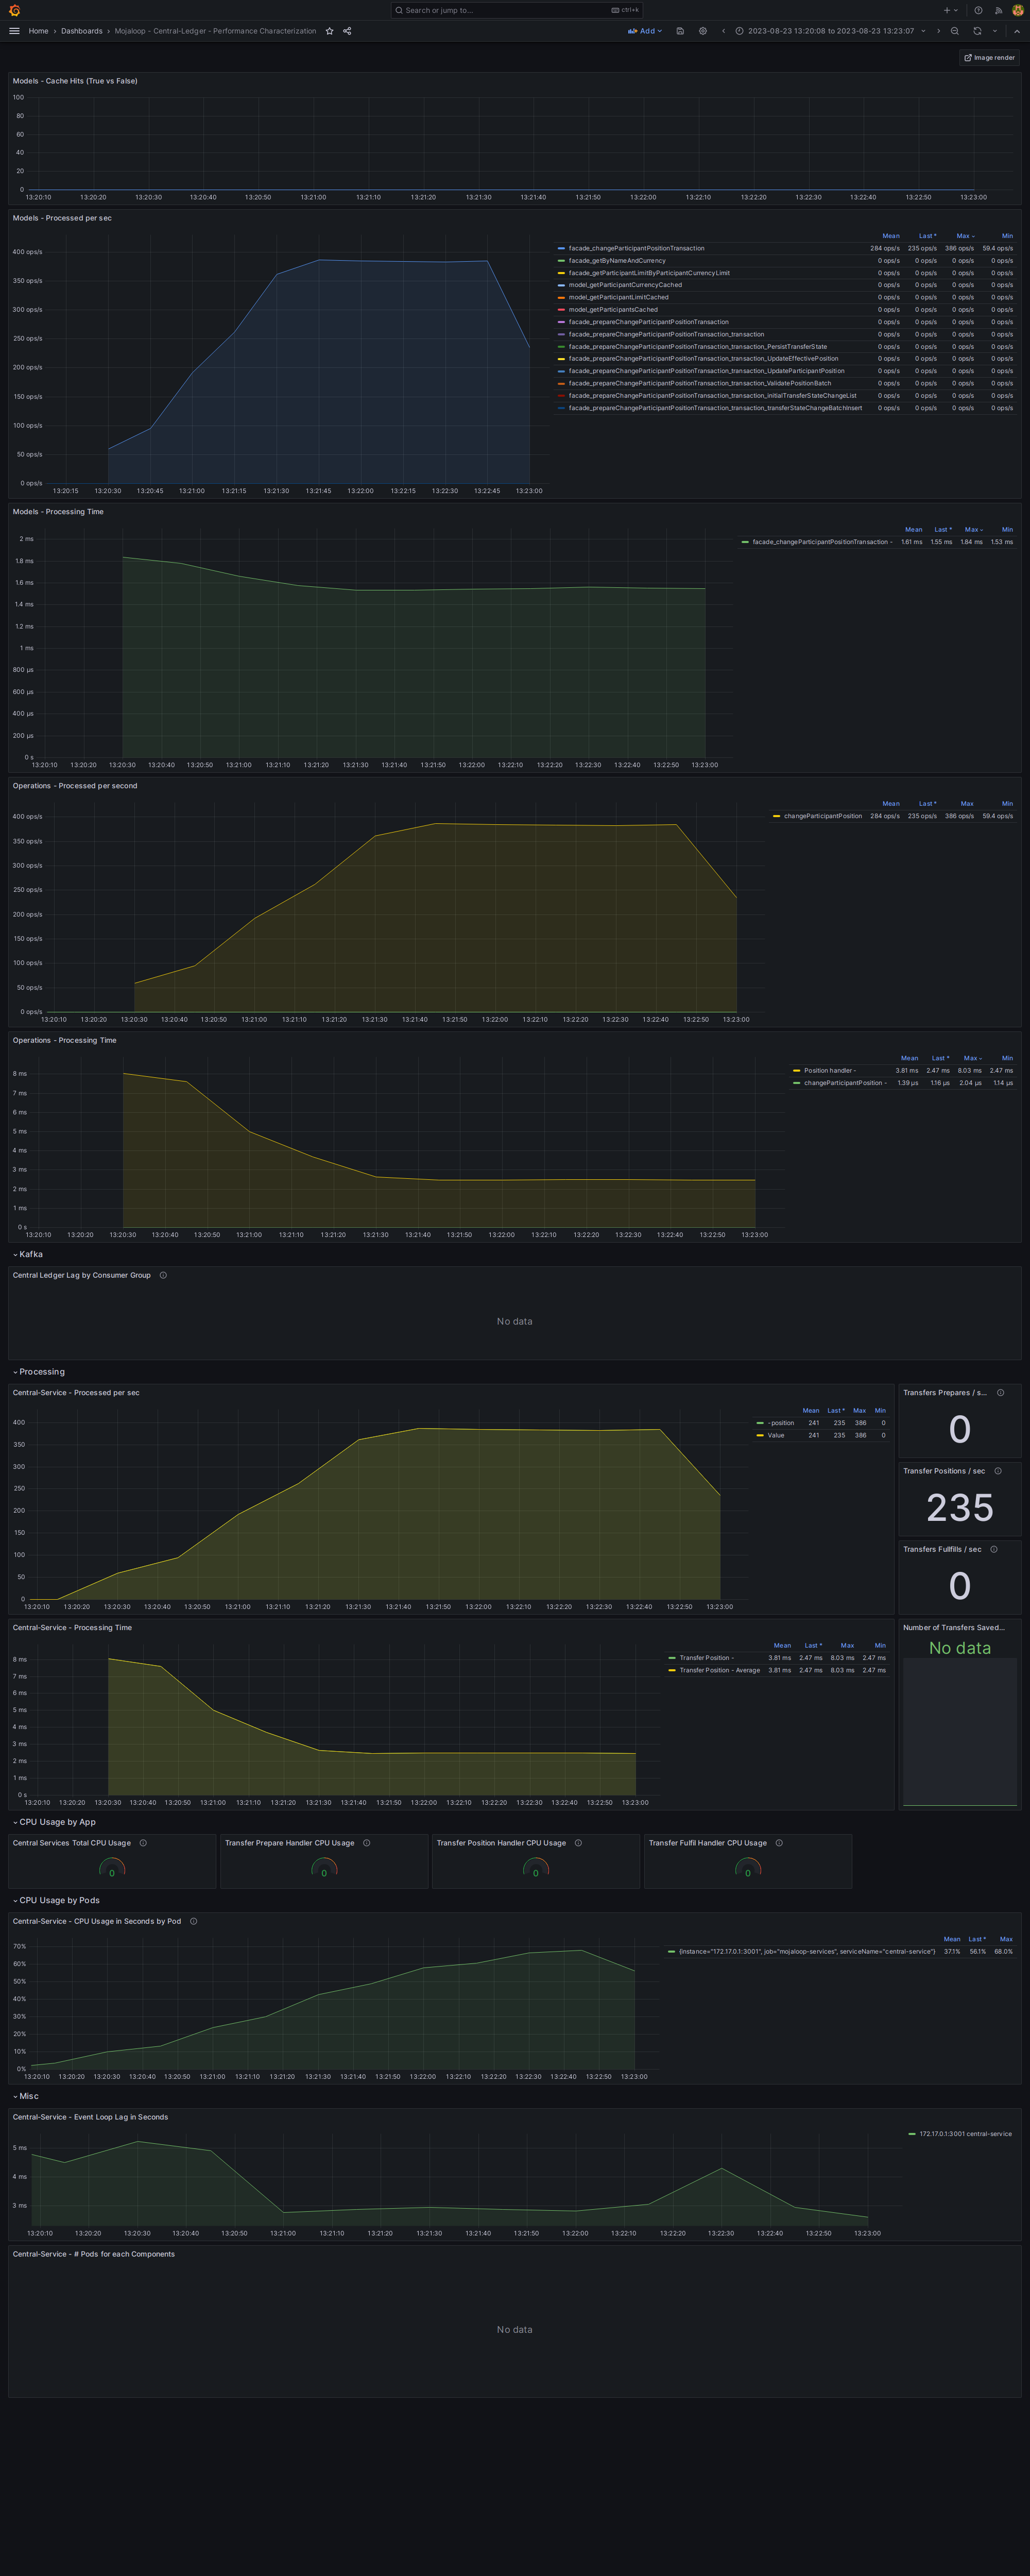 Search or jump to... ctrl+k
Home › Dashboards › Mojaloop - Central-Ledger - Performance Characterization Add 2023-08-23 13:20:08 to 2023-08-23 13:23:07
Image render
Models - Cache Hits (True vs False)
100
80
60
40
20
0
13:20:10 13:20:20 13:20:30 13:20:40 13:20:50 13:21:00 13:21:10 13:21:20 13:21:30 13:21:40 13:21:50 13:22:00 13:22:10 13:22:20 13:22:30 13:22:40 13:22:50 13:23:00
Models - Processed per sec
400 ops/s
350 ops/s
300 ops/s
250 ops/s
200 ops/s
150 ops/s
100 ops/s
50 ops/s
0 ops/s
13:20:15 13:20:30 13:20:45 13:21:00 13:21:15 13:21:30 13:21:45 13:22:00 13:22:15 13:22:30 13:22:45 13:23:00
Mean Last * Max Min
facade_changeParticipantPositionTransaction 284 ops/s 235 ops/s 386 ops/s 59.4 ops/s
facade_getByNameAndCurrency 0 ops/s 0 ops/s 0 ops/s 0 ops/s
facade_getParticipantLimitByParticipantCurrencyLimit 0 ops/s 0 ops/s 0 ops/s 0 ops/s
model_getParticipantCurrencyCached 0 ops/s 0 ops/s 0 ops/s 0 ops/s
model_getParticipantLimitCached 0 ops/s 0 ops/s 0 ops/s 0 ops/s
model_getParticipantsCached 0 ops/s 0 ops/s 0 ops/s 0 ops/s
facade_prepareChangeParticipantPositionTransaction 0 ops/s 0 ops/s 0 ops/s 0 ops/s
facade_prepareChangeParticipantPositionTransaction_transaction 0 ops/s 0 ops/s 0 ops/s 0 ops/s
facade_prepareChangeParticipantPositionTransaction_transaction_PersistTransferState 0 ops/s 0 ops/s 0 ops/s 0 ops/s
facade_prepareChangeParticipantPositionTransaction_transaction_UpdateEffectivePosition 0 ops/s 0 ops/s 0 ops/s 0 ops/s
facade_prepareChangeParticipantPositionTransaction_transaction_UpdateParticipantPosition 0 ops/s 0 ops/s 0 ops/s 0 ops/s
facade_prepareChangeParticipantPositionTransaction_transaction_ValidatePositionBatch 0 ops/s 0 ops/s 0 ops/s 0 ops/s
facade_prepareChangeParticipantPositionTransaction_transaction_initialTransferStateChangeList 0 ops/s 0 ops/s 0 ops/s 0 ops/s
facade_prepareChangeParticipantPositionTransaction_transaction_transferStateChangeBatchInsert 0 ops/s 0 ops/s 0 ops/s 0 ops/s
Models - Processing Time
2 ms
1.8 ms
1.6 ms
1.4 ms
1.2 ms
1 ms
800 µs
600 µs
400 µs
200 µs
0 s
13:20:10 13:20:20 13:20:30 13:20:40 13:20:50 13:21:00 13:21:10 13:21:20 13:21:30 13:21:40 13:21:50 13:22:00 13:22:10 13:22:20 13:22:30 13:22:40 13:22:50 13:23:00
Mean Last * Max Min
facade_changeParticipantPositionTransaction - 1.61 ms 1.55 ms 1.84 ms 1.53 ms
Operations - Processed per second
400 ops/s
350 ops/s
300 ops/s
250 ops/s
200 ops/s
150 ops/s
100 ops/s
50 ops/s
0 ops/s
13:20:10 13:20:20 13:20:30 13:20:40 13:20:50 13:21:00 13:21:10 13:21:20 13:21:30 13:21:40 13:21:50 13:22:00 13:22:10 13:22:20 13:22:30 13:22:40 13:22:50 13:23:00
Mean Last * Max Min
changeParticipantPosition 284 ops/s 235 ops/s 386 ops/s 59.4 ops/s
Operations - Processing Time
8 ms
7 ms
6 ms
5 ms
4 ms
3 ms
2 ms
1 ms
0 s
13:20:10 13:20:20 13:20:30 13:20:40 13:20:50 13:21:00 13:21:10 13:21:20 13:21:30 13:21:40 13:21:50 13:22:00 13:22:10 13:22:20 13:22:30 13:22:40 13:22:50 13:23:00
Mean Last * Max Min
Position handler - 3.81 ms 2.47 ms 8.03 ms 2.47 ms
changeParticipantPosition - 1.39 µs 1.16 µs 2.04 µs 1.14 µs
Kafka
Central Ledger Lag by Consumer Group
No data
Processing
Central-Service - Processed per sec
400
350
300
250
200
150
100
50
0
13:20:10 13:20:20 13:20:30 13:20:40 13:20:50 13:21:00 13:21:10 13:21:20 13:21:30 13:21:40 13:21:50 13:22:00 13:22:10 13:22:20 13:22:30 13:22:40 13:22:50 13:23:00
Mean Last * Max Min
- position 241 235 386 0
Value 241 235 386 0
Transfers Prepares / s...
0
Transfer Positions / sec
235
Transfers Fullfills / sec
0
Central-Service - Processing Time
8 ms
7 ms
6 ms
5 ms
4 ms
3 ms
2 ms
1 ms
0 s
13:20:10 13:20:20 13:20:30 13:20:40 13:20:50 13:21:00 13:21:10 13:21:20 13:21:30 13:21:40 13:21:50 13:22:00 13:22:10 13:22:20 13:22:30 13:22:40 13:22:50 13:23:00
Mean Last * Max Min
Transfer Position - 3.81 ms 2.47 ms 8.03 ms 2.47 ms
Transfer Position - Average 3.81 ms 2.47 ms 8.03 ms 2.47 ms
Number of Transfers Saved...
No data
CPU Usage by App
Central Services Total CPU Usage
0
Transfer Prepare Handler CPU Usage
0
Transfer Position Handler CPU Usage
0
Transfer Fulfil Handler CPU Usage
0
CPU Usage by Pods
Central-Service - CPU Usage in Seconds by Pod
70%
60%
50%
40%
30%
20%
10%
0%
13:20:10 13:20:20 13:20:30 13:20:40 13:20:50 13:21:00 13:21:10 13:21:20 13:21:30 13:21:40 13:21:50 13:22:00 13:22:10 13:22:20 13:22:30 13:22:40 13:22:50 13:23:00
Mean Last * Max
{instance="172.17.0.1:3001", job="mojaloop-services", serviceName="central-service"} 37.1% 56.1% 68.0%
Misc
Central-Service - Event Loop Lag in Seconds
5 ms
4 ms
3 ms
13:20:10 13:20:20 13:20:30 13:20:40 13:20:50 13:21:00 13:21:10 13:21:20 13:21:30 13:21:40 13:21:50 13:22:00 13:22:10 13:22:20 13:22:30 13:22:40 13:22:50 13:23:00
172.17.0.1:3001 central-service
Central-Service - # Pods for each Components
No data